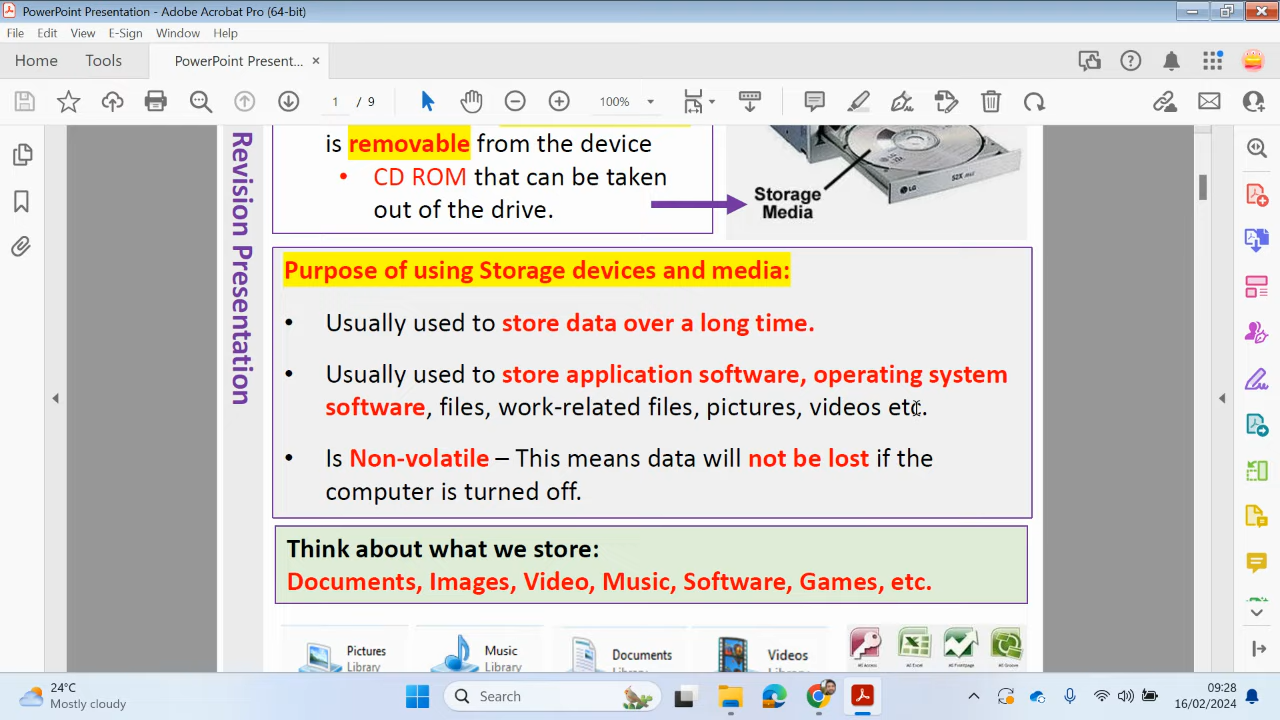 PowerPoint Presentation - Adobe Acrobat Pro (64-bit)
File Edit View E-Sign Window Help
Home Tools PowerPoint Present... ×
1 / 9 100%
Revision Presentation
is removable from the device
• CD ROM that can be taken
out of the drive.
Storage
Media
LG
52X
Purpose of using Storage devices and media:
• Usually used to store data over a long time.
• Usually used to store application software, operating system
software, files, work-related files, pictures, videos etc.
• Is Non-volatile – This means data will not be lost if the
computer is turned off.
Think about what we store:
Documents, Images, Video, Music, Software, Games, etc.
Pictures
Library
Music
Library
Documents
Videos
24°C
Mostly cloudy
Search
09:28
16/02/2024